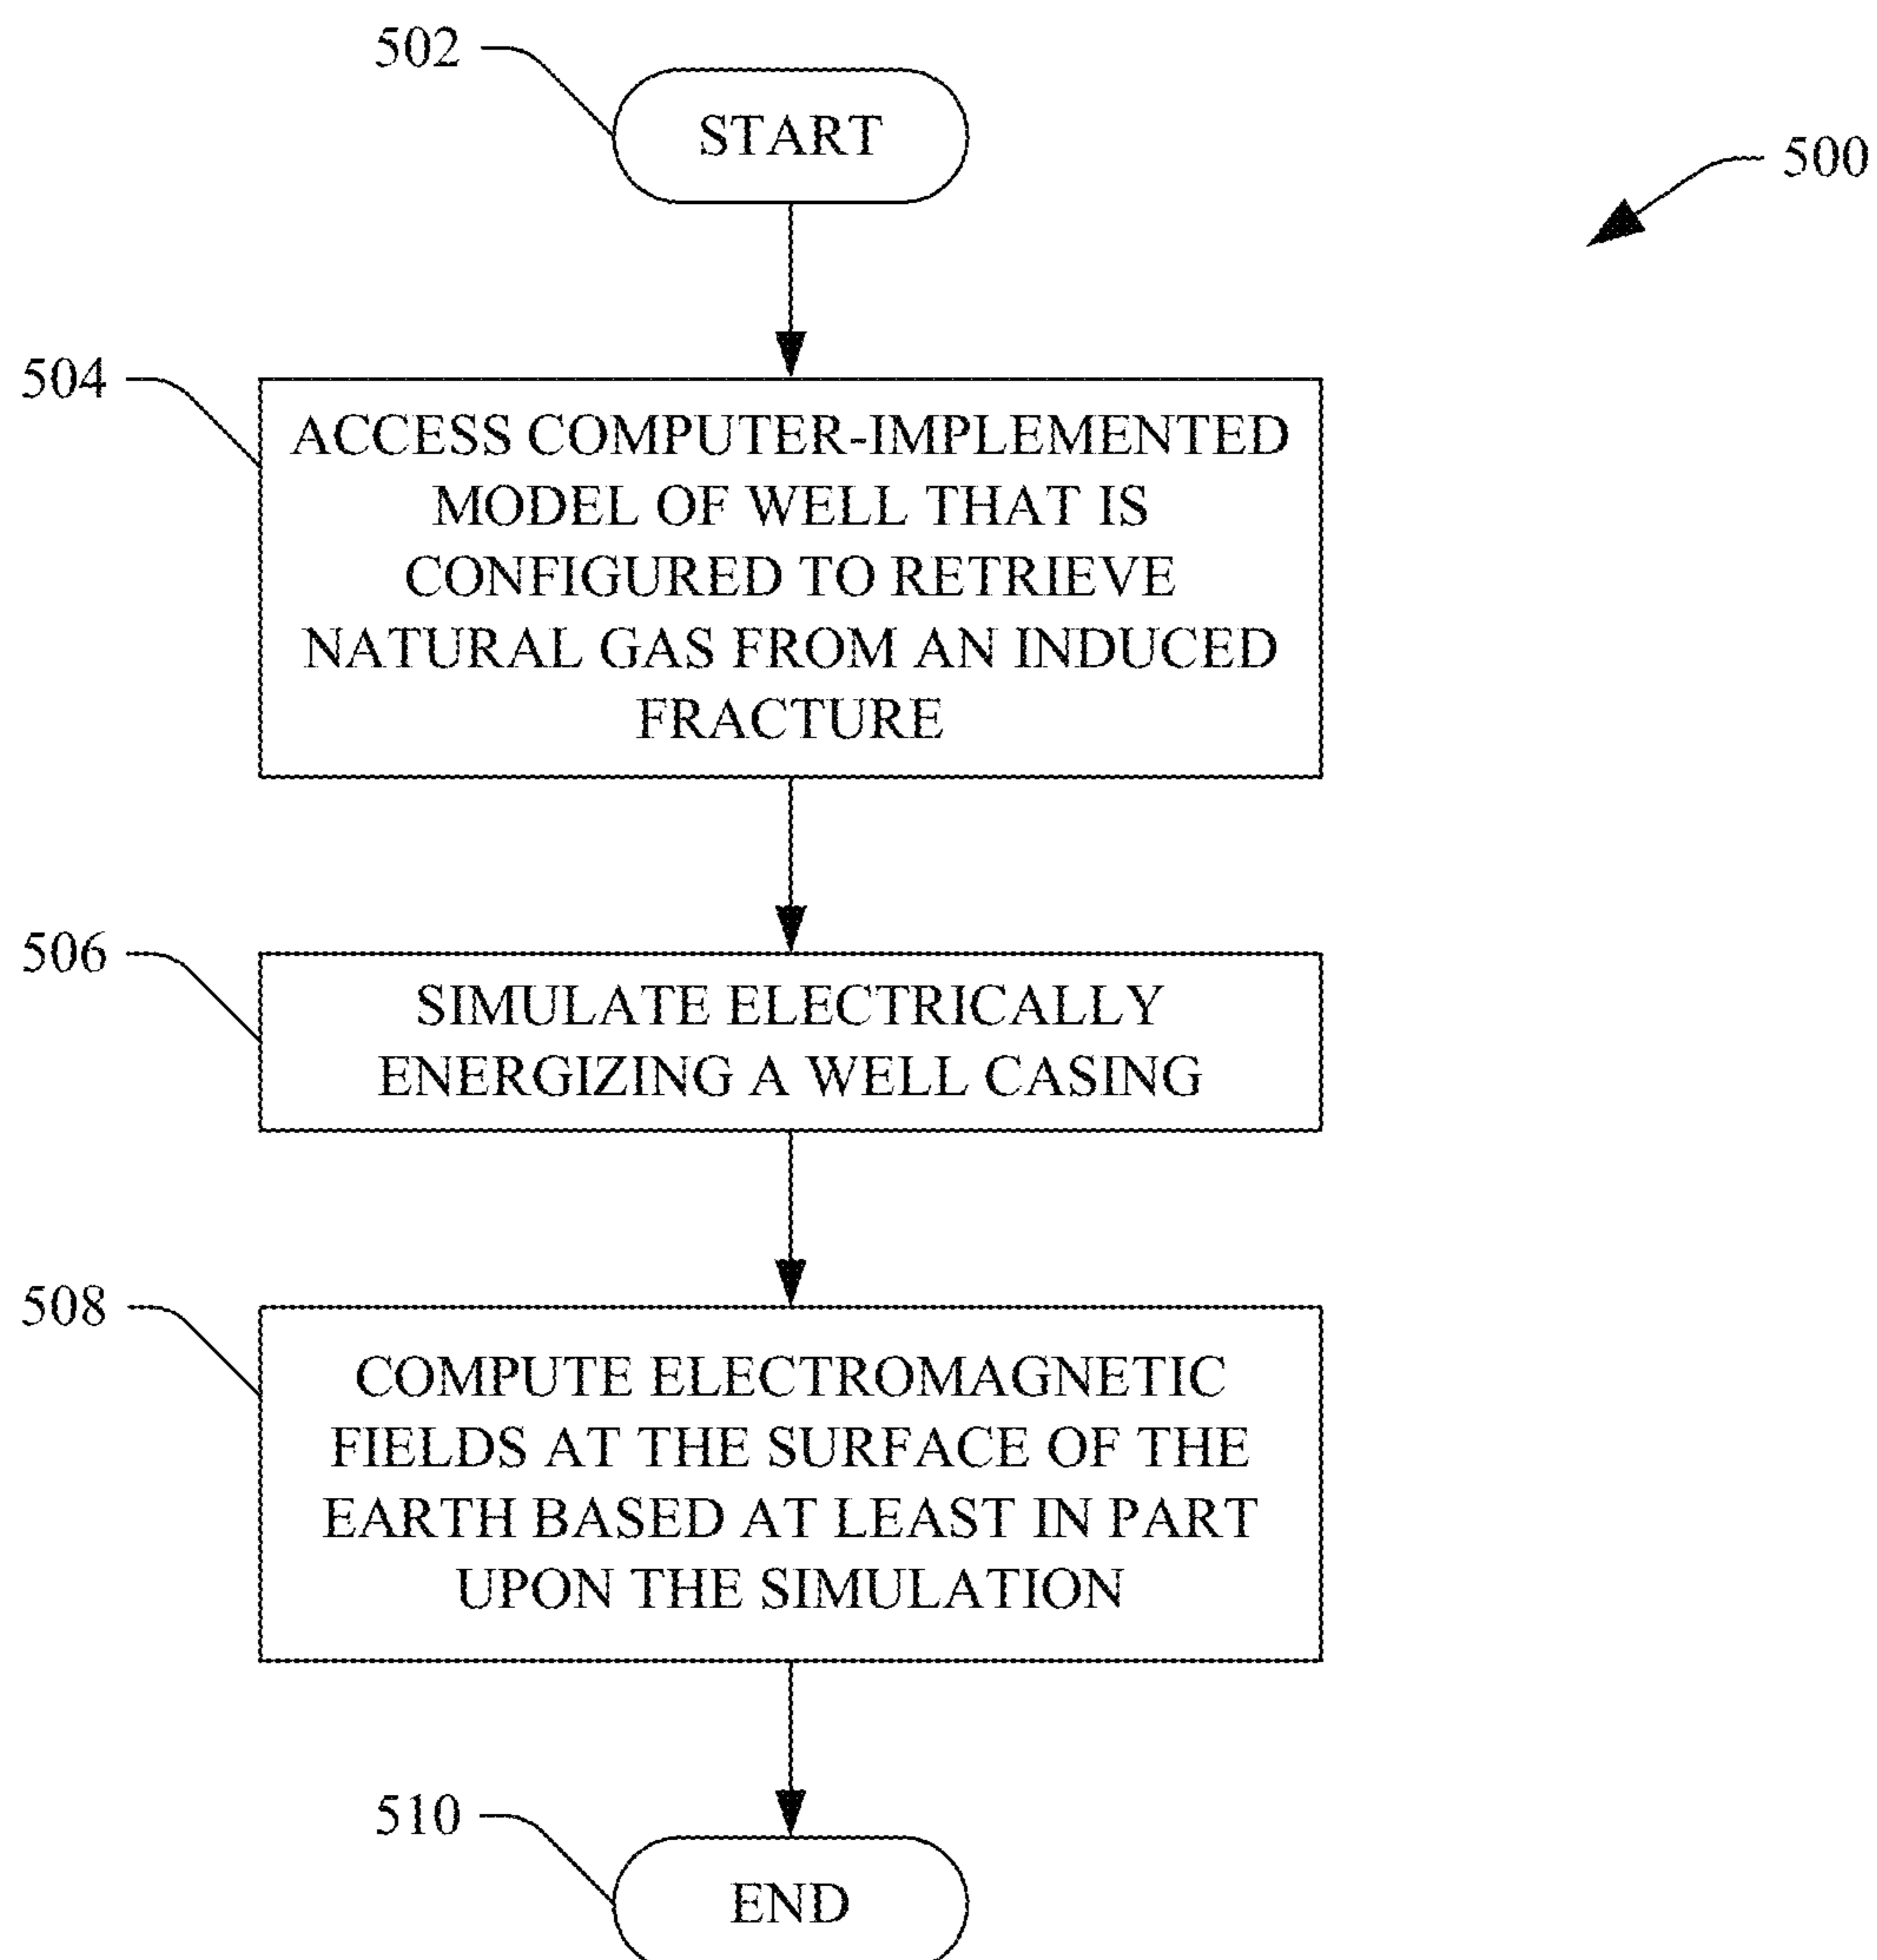 502
START
500
504
ACCESS COMPUTER-IMPLEMENTED
MODEL OF WELL THAT IS
CONFIGURED TO RETRIEVE
NATURAL GAS FROM AN INDUCED
FRACTURE
506
SIMULATE ELECTRICALLY
ENERGIZING A WELL CASING
508
COMPUTE ELECTROMAGNETIC
FIELDS AT THE SURFACE OF THE
EARTH BASED AT LEAST IN PART
UPON THE SIMULATION
510
END